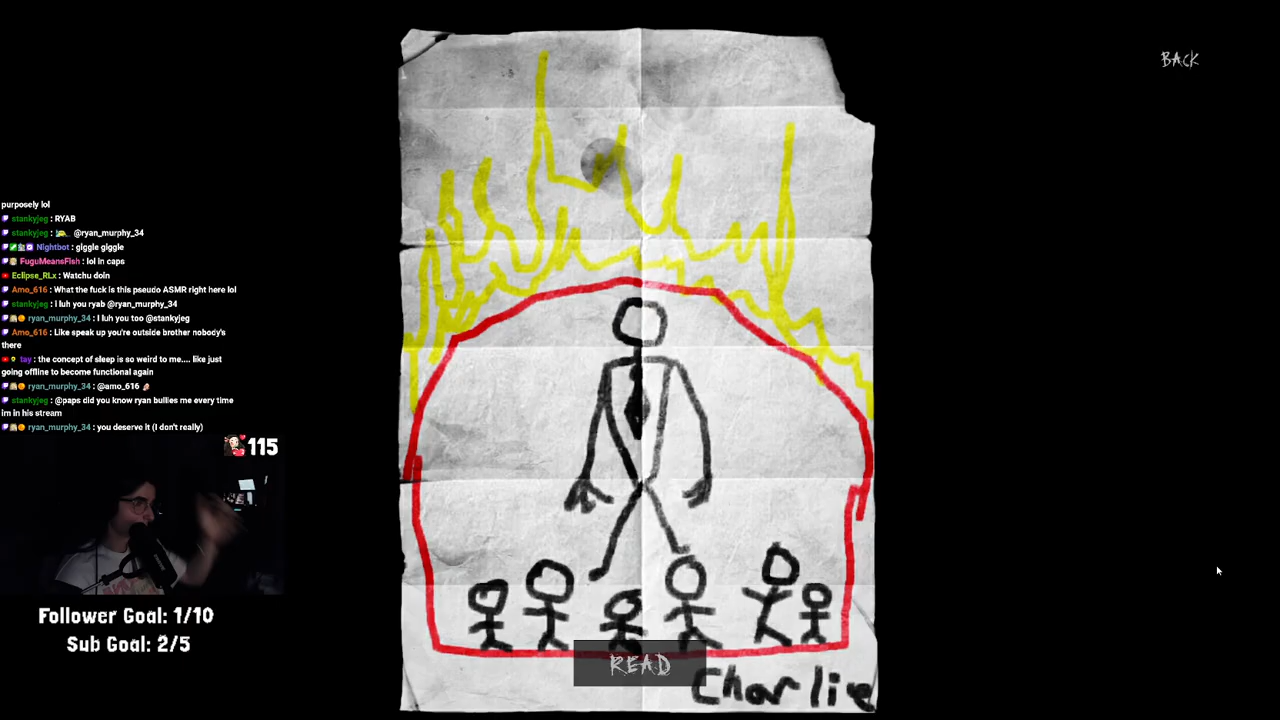 BACK
purposely lol
stankyjeg : RYAB
stankyjeg : @ryan_murphy_34
Nightbot : giggle giggle
FuguMeansFish : lol in caps
Eclipse_RLx : Watchu doin
Amo_616 : What the fuck is this pseudo ASMR right here lol
stankyjeg : i luh you ryab @ryan_murphy_34
ryan_murphy_34 : I luh you too @stankyjeg
Amo_616 : Like speak up you're outside brother nobody's
there
tay : the concept of sleep is so weird to me.... like just
going offline to become functional again
ryan_murphy_34 : @amo_616
stankyjeg : @paps did you know ryan bullies me every time
im in his stream
ryan_murphy_34 : you deserve it (I don't really)
115
Follower Goal: 1/10
Sub Goal: 2/5
READ
Charlie